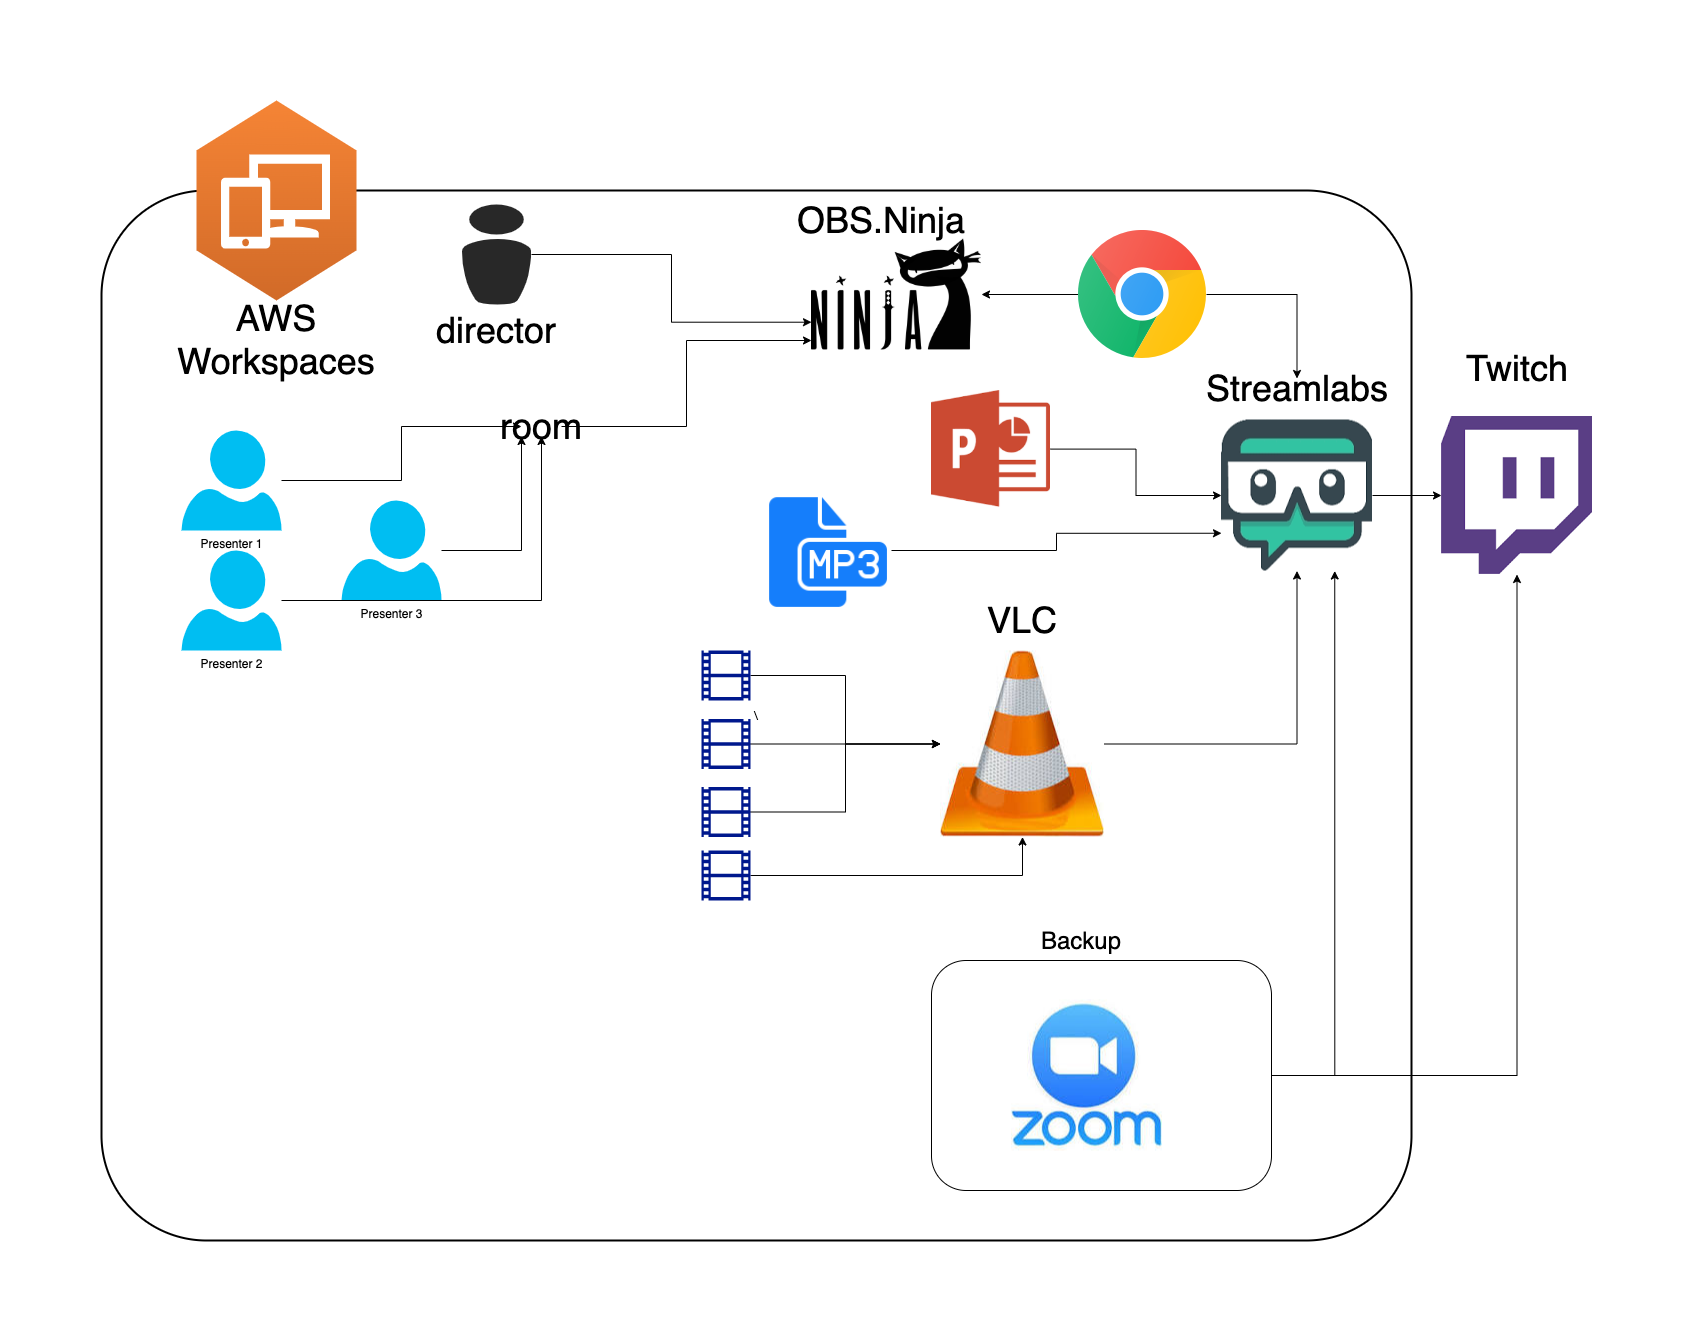 AWS
Workspaces
director
OBS.Ninja
NINJA
Streamlabs
Twitch
room
P
Presenter 1
MP3
Presenter 3
VLC
Presenter 2
\
Backup
zoom